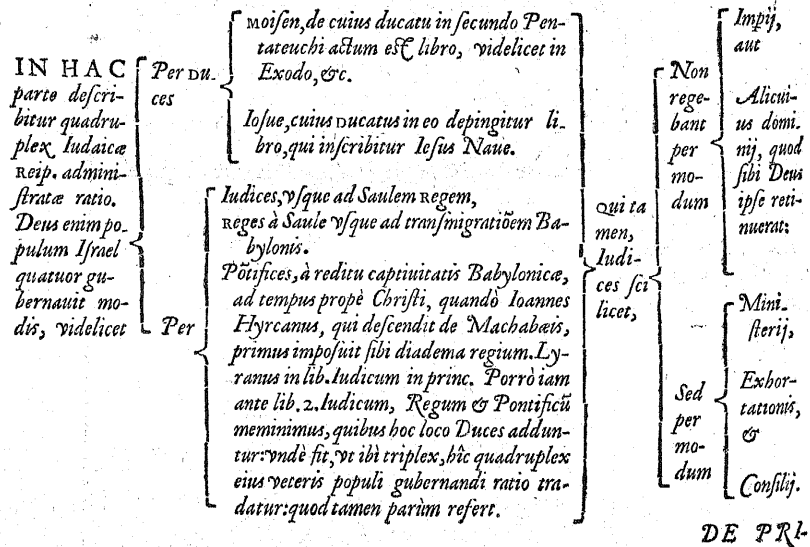 IN HAC
parte descri-
bitur quadru-
plex Iudaicæ
Reip. admini-
stratæ ratio.
Deus enim po-
pulum Israel
quatuor gu-
bernauit mo-
dis, videlicet
Per Du-
ces
Moisen, de cuius ducatu in secundo Pen-
tateuchi actum est libro, videlicet in
Exodo, &c.
Iosue, cuius Ducatus in eo depingitur li-
bro, qui inscribitur Iesus Naue.
Per
Iudices, vsque ad Saulem Regem,
Reges à Saule vsque ad transmigratiõem Ba-
bylonis.
Põtifices, à reditu captiuitatis Babylonicæ,
ad tempus propè Christi, quando Ioannes
Hyrcanus, qui descendit de Machabæis,
primus imposuit sibi diadema regium. Ly-
ranus in lib. Iudicum in princ. Porrò iam
ante lib. 2. Iudicum, Regum & Pontificũ
meminimus, quibus hoc loco Duces addun-
tur: vndè fit, vt ibi triplex, hîc quadruplex
eius veteris populi gubernandi ratio tra-
datur: quod tamen parùm refert.
Qui ta
men,
Iudi-
ces sci
licet,
Non
rege-
bant
per
mo-
dum
Impij,
aut
Alicui-
us domi-
nij, quod
sibi Deus
ipse reti-
nuerat:
Sed
per
mo-
dum
Mini-
sterij,
Exhor-
tationis,
&
Consilij.
DE PRI-